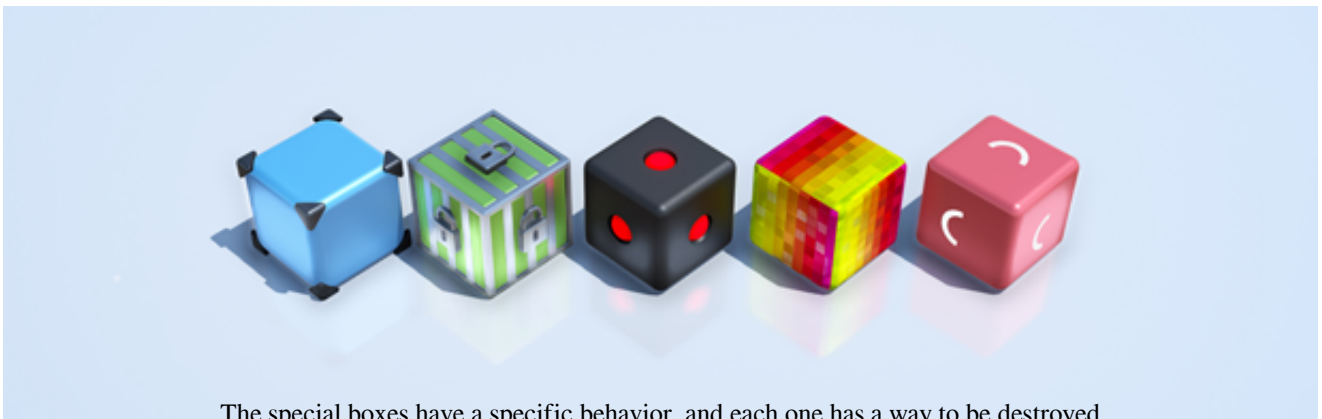 The special boxes have a specific behavior, and each one has a way to be destroyed